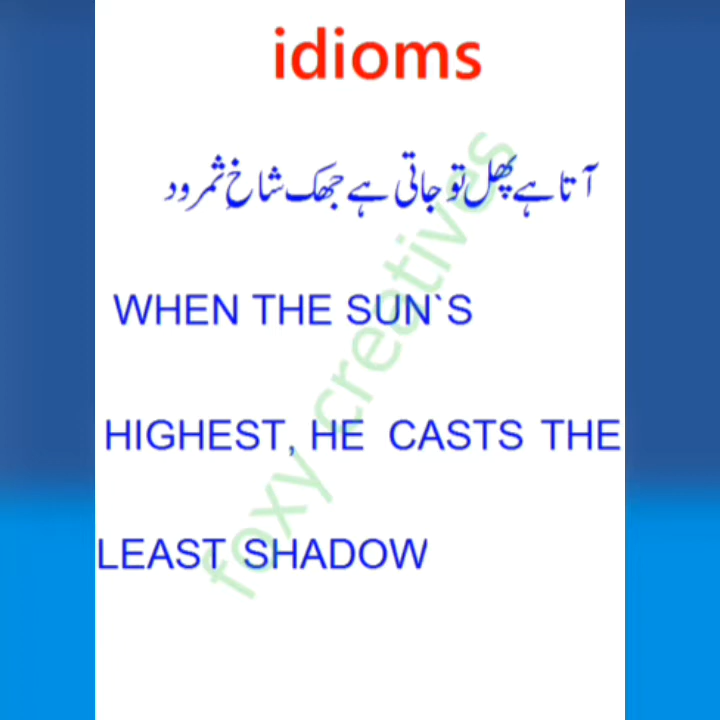 idioms
آتا ہے پھل تو جاتی ہے جھک شاخِ ثمرود
WHEN THE SUN`S
HIGHEST, HE CASTS THE
LEAST SHADOW
foxy creatives